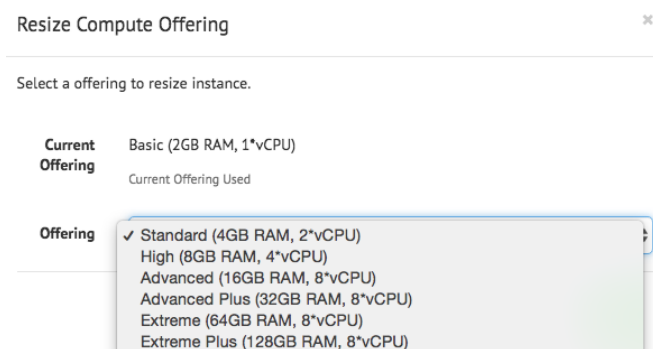 Resize Compute Offering
×
Select a offering to resize instance.
Current
Offering
Basic (2GB RAM, 1*vCPU)
Current Offering Used
Offering
✓ Standard (4GB RAM, 2*vCPU)
High (8GB RAM, 4*vCPU)
Advanced (16GB RAM, 8*vCPU)
Advanced Plus (32GB RAM, 8*vCPU)
Extreme (64GB RAM, 8*vCPU)
Extreme Plus (128GB RAM, 8*vCPU)